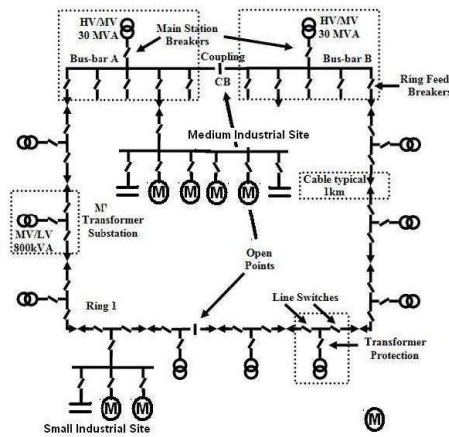 HV/MV
30 MVA
Main Station
Breakers
HV/MV
30 MVA
Bus-bar A
Coupling
CB
Bus-bar B
Ring Feed
Breakers
Medium Industrial Site
M
M
M
M
M'
Transformer
Substation
MV/LV
800kVA
Cable typical
1km
Open
Points
Ring 1
Line Switches
Transformer
Protection
M
M
Small Industrial Site
M